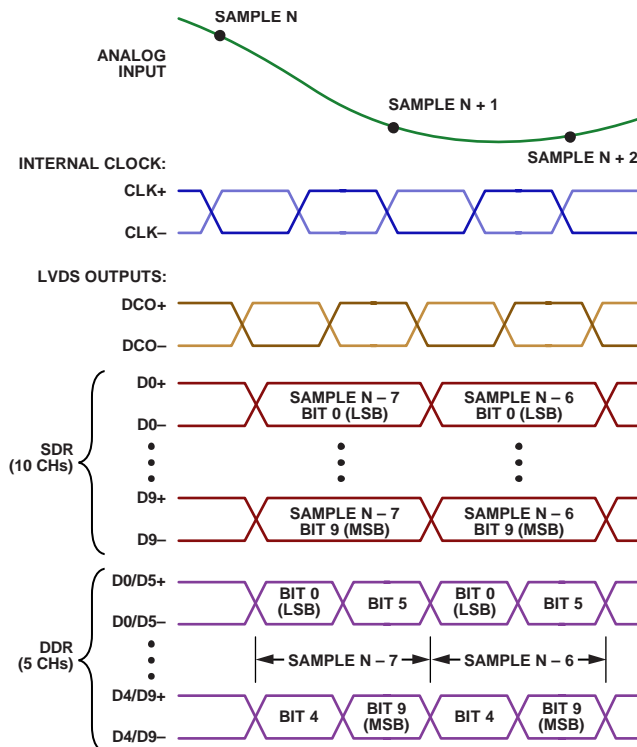 SAMPLE N
ANALOG
INPUT
SAMPLE N + 1
SAMPLE N + 2
INTERNAL CLOCK:
CLK+
CLK–
LVDS OUTPUTS:
DCO+
DCO–
D0+
SAMPLE N – 7
BIT 0 (LSB)
SAMPLE N – 6
BIT 0 (LSB)
D0–
SDR
(10 CHs)
D9+
SAMPLE N – 7
BIT 9 (MSB)
SAMPLE N – 6
BIT 9 (MSB)
D9–
D0/D5+
BIT 0
(LSB)
BIT 5
BIT 0
(LSB)
BIT 5
D0/D5–
DDR
(5 CHs)
SAMPLE N – 7
SAMPLE N – 6
D4/D9+
BIT 4
BIT 9
(MSB)
BIT 4
BIT 9
(MSB)
D4/D9–